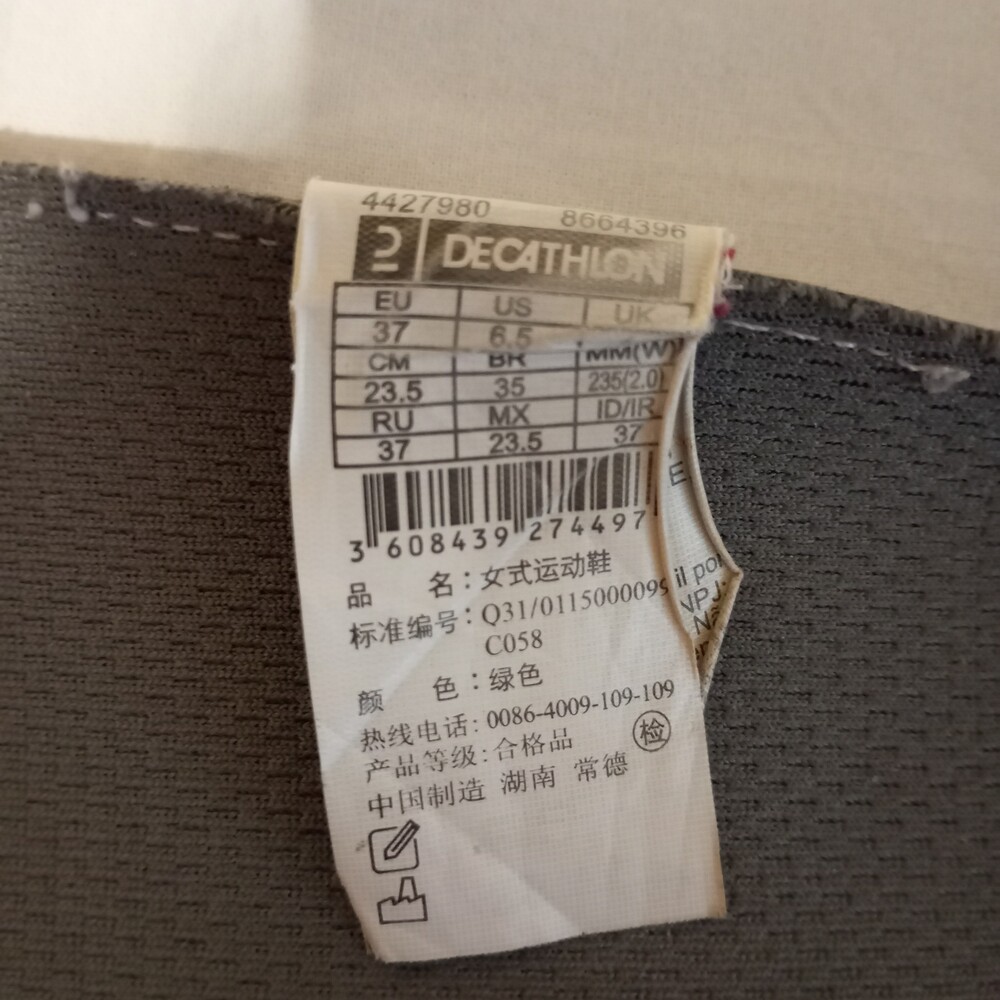 4427980 8664396
DECATHLON
EU US UK
37 6.5
CM BR MM(W)
23.5 35 235(2.0)
RU MX ID/IR
37 23.5 37
3 608439 274497
品 名：女式运动鞋
标准编号：Q31/0115000099
C058
颜 色：绿色
热线电话: 0086-4009-109-109
产品等级: 合格品 检
中国制造 湖南 常德
E
il por
NPJ: